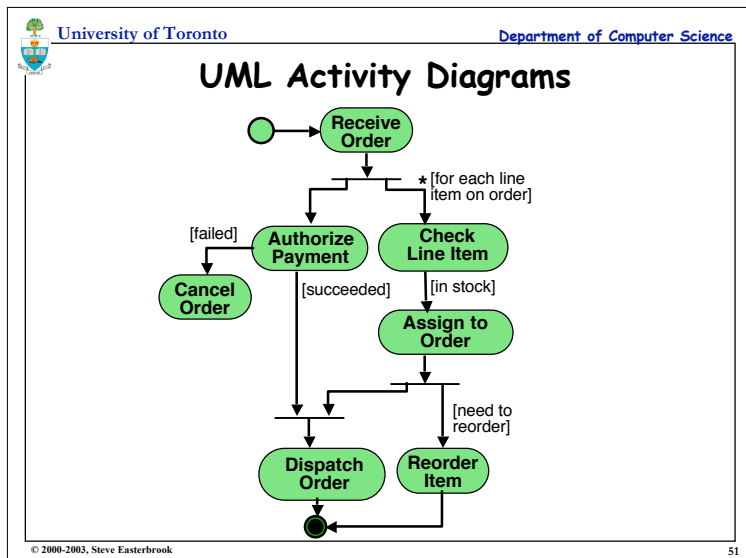 University of Toronto
Department of Computer Science
UML Activity Diagrams
Receive
Order
* [for each line
item on order]
[failed]
Authorize
Payment
Check
Line Item
Cancel
Order
[succeeded]
[in stock]
Assign to
Order
[need to
reorder]
Dispatch
Order
Reorder
Item
© 2000-2003, Steve Easterbrook
51